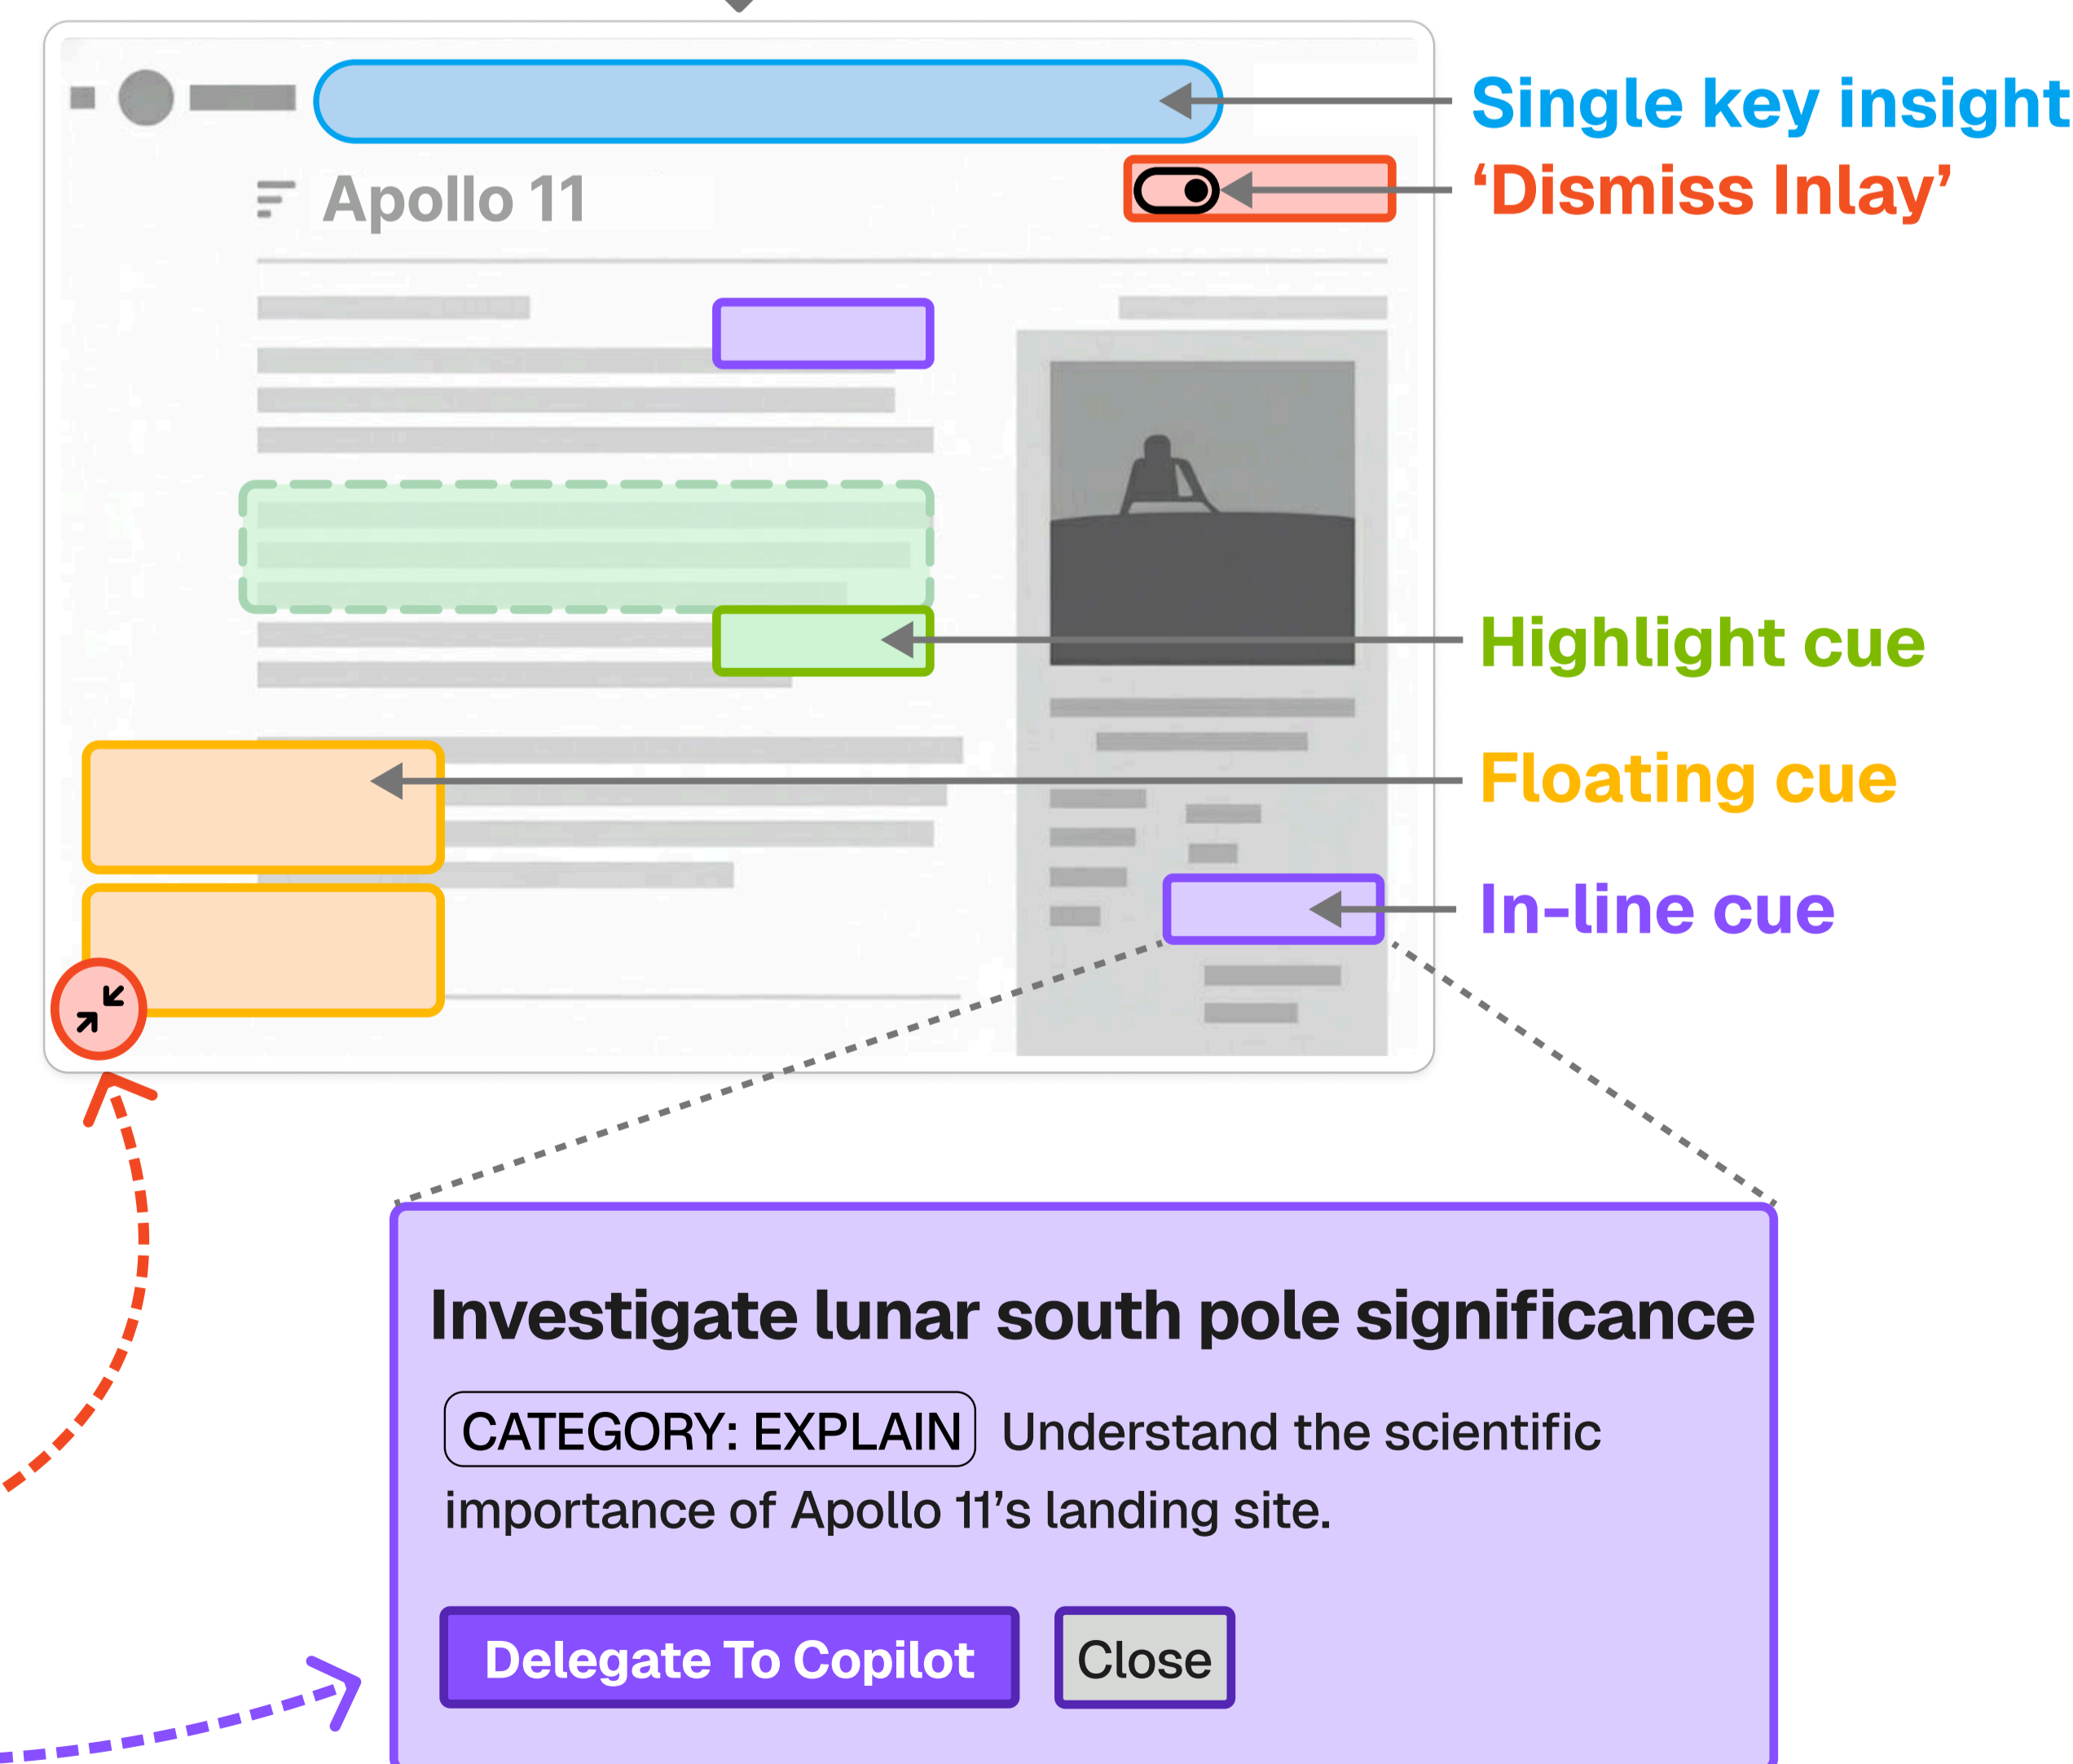 Single key insight
Apollo 11
‘Dismiss Inlay’
Highlight cue
Floating cue
In-line cue
Investigate lunar south pole significance
CATEGORY: EXPLAIN Understand the scientific
importance of Apollo 11’s landing site.
Delegate To Copilot
Close